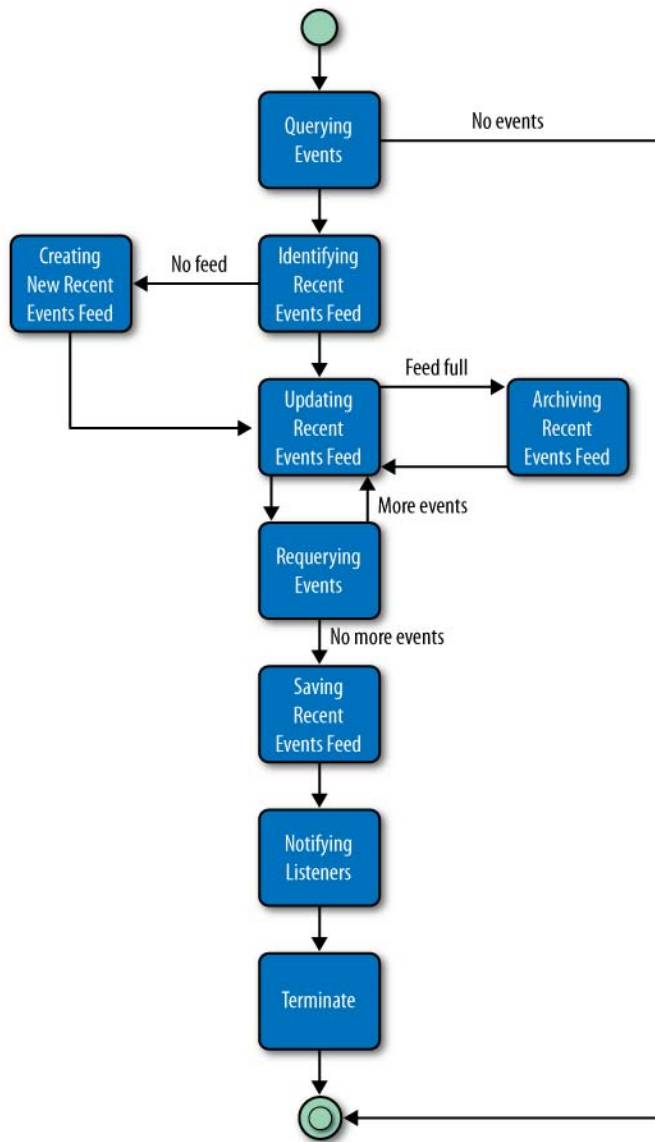 Querying
Events
No events
Creating
New Recent
Events Feed
No feed
Identifying
Recent
Events Feed
Updating
Recent
Events Feed
Feed full
Archiving
Recent
Events Feed
More events
Requerying
Events
No more events
Saving
Recent
Events Feed
Notifying
Listeners
Terminate